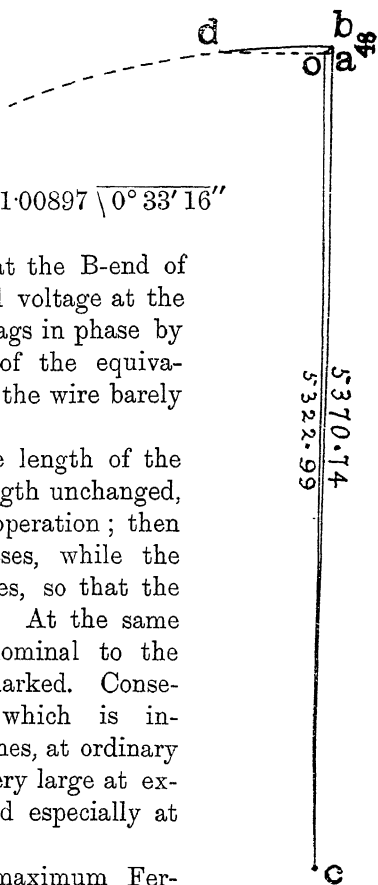 d
b
o
a
48
1·00897 \ 0° 33′ 16″
at the B-end of
l voltage at the
ags in phase by
of the equiva-
the wire barely
5370.74
5322.99
e length of the
gth unchanged,
operation ; then
ses, while the
es, so that the
At the same
ominal to the
arked. Conse-
which is in-
nes, at ordinary
ery large at ex-
d especially at
c
maximum Fer-